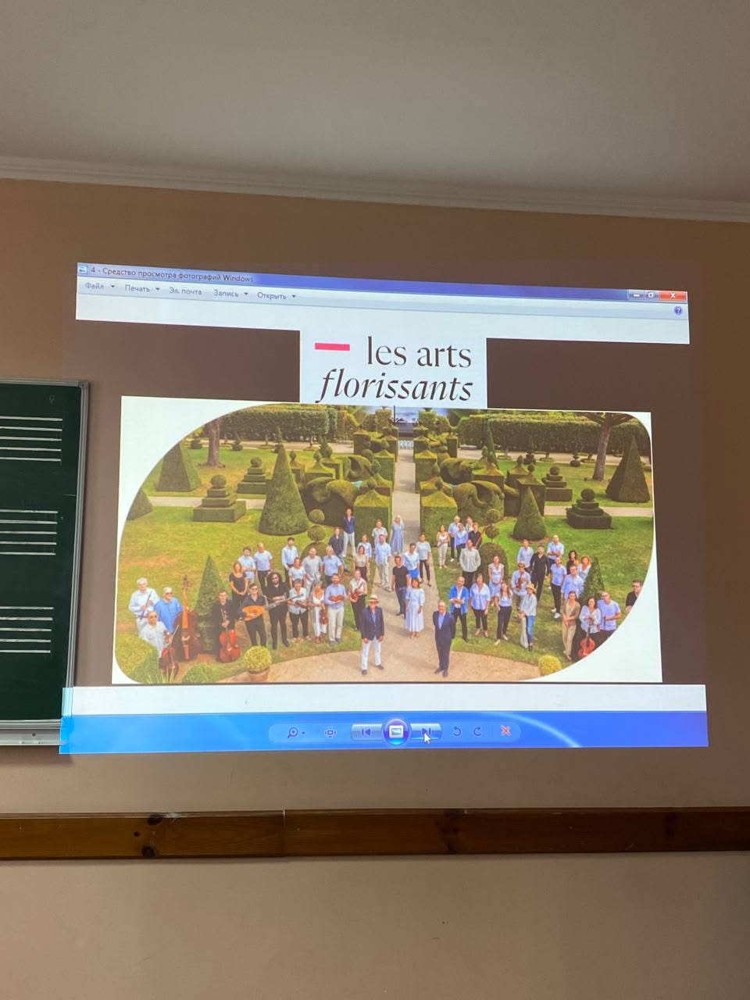 4 - Средство просмотра фотографий Windows
Файл Печать Эл. почта Запись Открыть
les arts
florissants